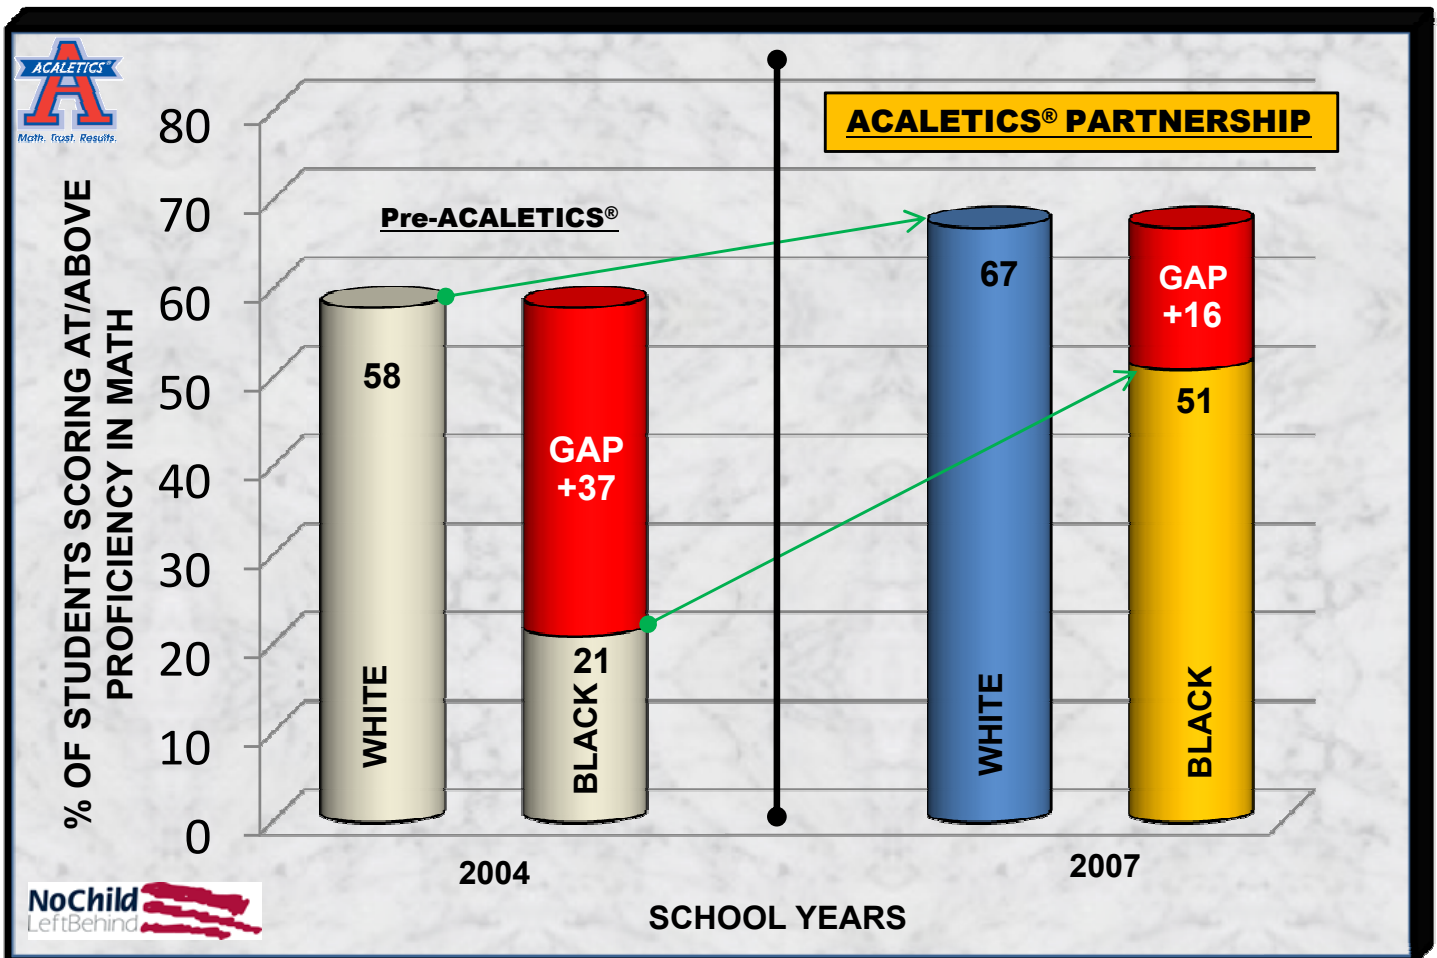 ACALETICS®
Math. Trust. Results.
ACALETICS® PARTNERSHIP
Pre-ACALETICS®
% OF STUDENTS SCORING AT/ABOVE
PROFICIENCY IN MATH
80
70
60
50
40
30
20
10
0
58
WHITE
GAP
+37
21
BLACK
67
WHITE
GAP
+16
51
BLACK
2004
2007
SCHOOL YEARS
NoChild
LeftBehind